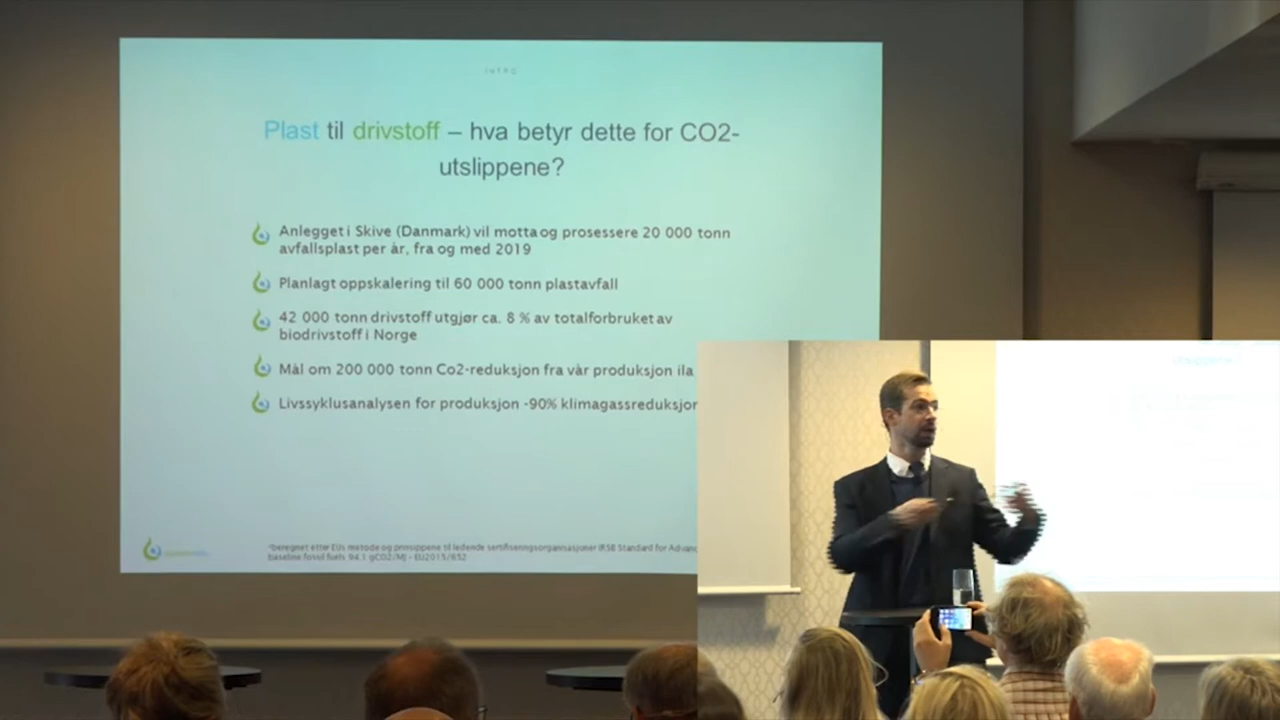 INTRO
Plast til drivstoff – hva betyr dette for CO2-
utslippene?
Anlegget i Skive (Danmark) vil motta og prosessere 20 000 tonn
avfallsplast per år, fra og med 2019
Planlagt oppskalering til 60 000 tonn plastavfall
42 000 tonn drivstoff utgjør ca. 8 % av totalforbruket av
biodrivstoff i Norge
Mål om 200 000 tonn Co2-reduksjon fra vår produksjon ila
Livssyklusanalysen for produksjon -90% klimagassreduksjon
*beregnet etter EUs metode og prinsippene til ledende sertifiseringsorganisasjoner (RSB Standard for Advanc
baseline fossil fuels 94.1 gCO2/MJ - EU2015/652